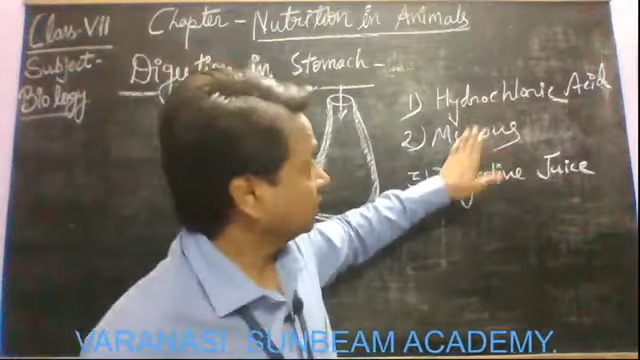 Class-VII
Chapter - Nutrition in Animals
Subject-
Biology
Digestion in Stomach -
1) Hydrochloric Acid
2)
3) Juice
VARANASI SUNBEAM ACADEMY.